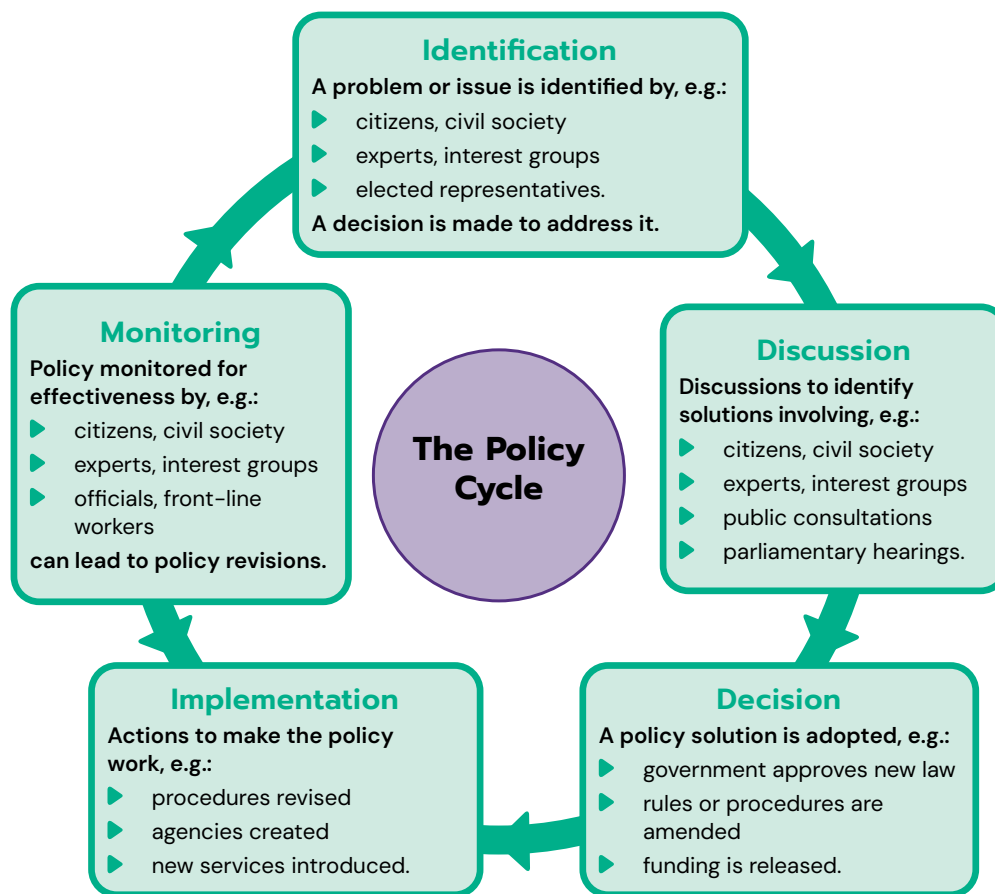 Identification
A problem or issue is identified by, e.g.:
citizens, civil society
experts, interest groups
elected representatives.
A decision is made to address it.
Discussion
Discussions to identify
solutions involving, e.g.:
citizens, civil society
experts, interest groups
public consultations
parliamentary hearings.
Decision
A policy solution is adopted, e.g.:
government approves new law
rules or procedures are
amended
funding is released.
Implementation
Actions to make the policy
work, e.g.:
procedures revised
agencies created
new services introduced.
Monitoring
Policy monitored for
effectiveness by, e.g.:
citizens, civil society
experts, interest groups
officials, front-line
workers
can lead to policy revisions.
The Policy
Cycle